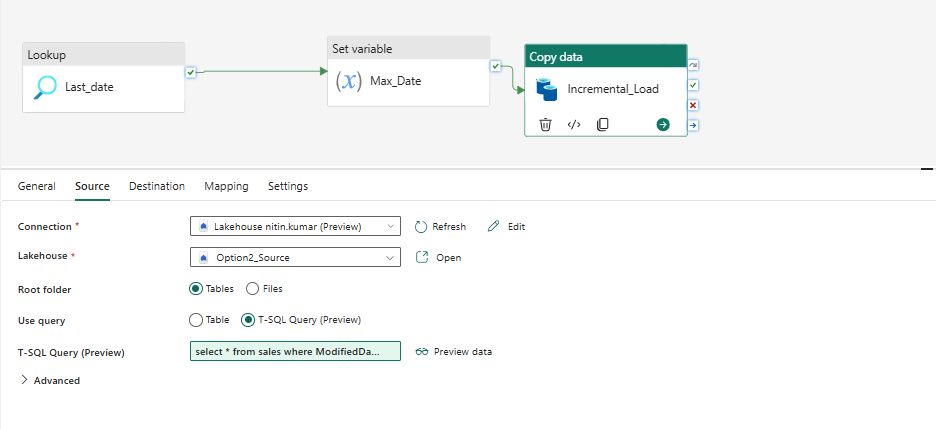 Lookup
Last_date
Set variable
(x) Max_Date
Copy data
Incremental_Load
General Source Destination Mapping Settings
Connection * Lakehouse nitin.kumar (Preview) Refresh Edit
Lakehouse * Option2_Source Open
Root folder Tables Files
Use query Table T-SQL Query (Preview)
T-SQL Query (Preview) select * from sales where ModifiedDa... Preview data
Advanced